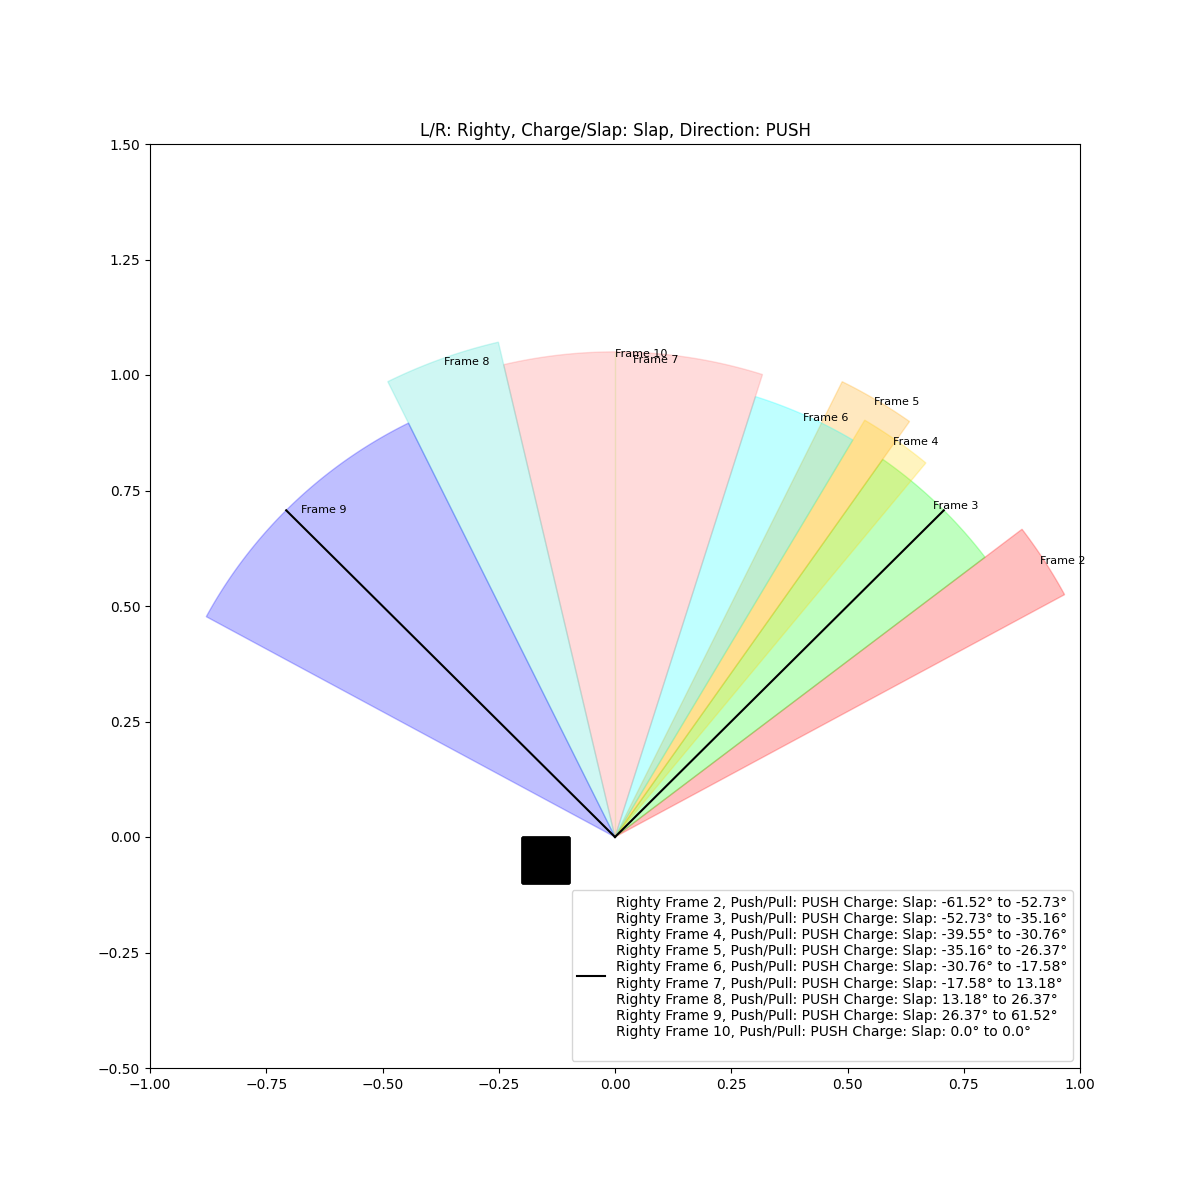 L/R: Righty, Charge/Slap: Slap, Direction: PUSH
1.50
1.25
1.00
0.75
0.50
0.25
0.00
−0.25
−0.50
Frame 10
Frame 7
Frame 8
Frame 5
Frame 6
Frame 4
Frame 9
Frame 3
Frame 2
Righty Frame 2, Push/Pull: PUSH Charge: Slap: -61.52° to -52.73°
Righty Frame 3, Push/Pull: PUSH Charge: Slap: -52.73° to -35.16°
Righty Frame 4, Push/Pull: PUSH Charge: Slap: -39.55° to -30.76°
Righty Frame 5, Push/Pull: PUSH Charge: Slap: -35.16° to -26.37°
Righty Frame 6, Push/Pull: PUSH Charge: Slap: -30.76° to -17.58°
Righty Frame 7, Push/Pull: PUSH Charge: Slap: -17.58° to 13.18°
Righty Frame 8, Push/Pull: PUSH Charge: Slap: 13.18° to 26.37°
Righty Frame 9, Push/Pull: PUSH Charge: Slap: 26.37° to 61.52°
Righty Frame 10, Push/Pull: PUSH Charge: Slap: 0.0° to 0.0°
−1.00 −0.75 −0.50 −0.25 0.00 0.25 0.50 0.75 1.00